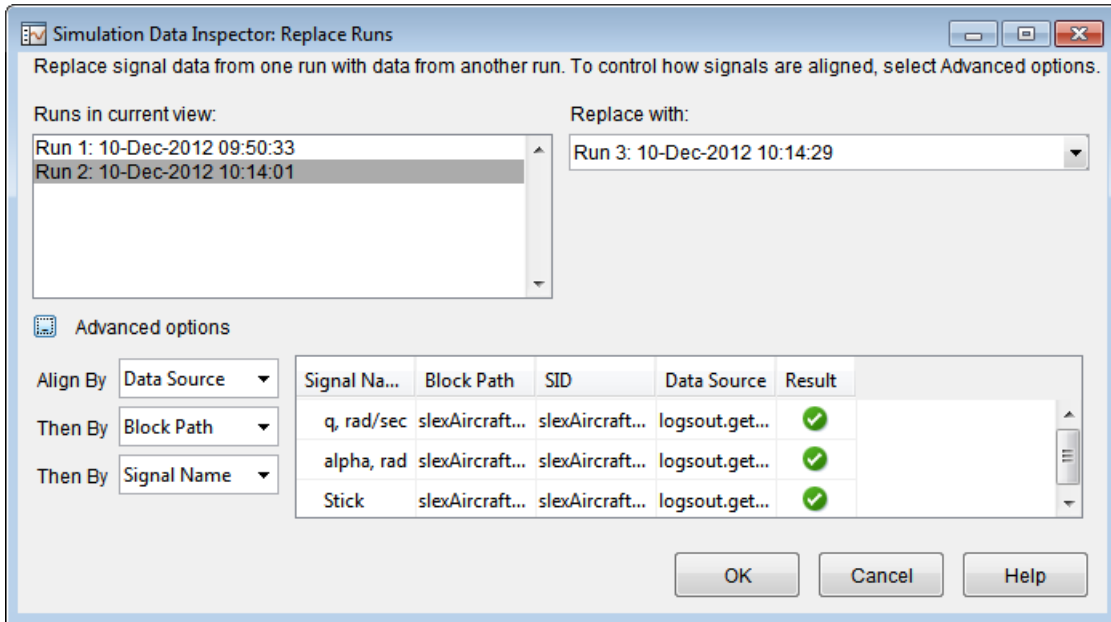 Simulation Data Inspector: Replace Runs
Replace signal data from one run with data from another run. To control how signals are aligned, select Advanced options.
Runs in current view:
Replace with:
Run 1: 10-Dec-2012 09:50:33
Run 2: 10-Dec-2012 10:14:01
Run 3: 10-Dec-2012 10:14:29
Advanced options
Align By Data Source
Then By Block Path
Then By Signal Name
Signal Na... Block Path SID Data Source Result
q, rad/sec slexAircraft... slexAircraft... logsout.get...
alpha, rad slexAircraft... slexAircraft... logsout.get...
Stick slexAircraft... slexAircraft... logsout.get...
OK Cancel Help